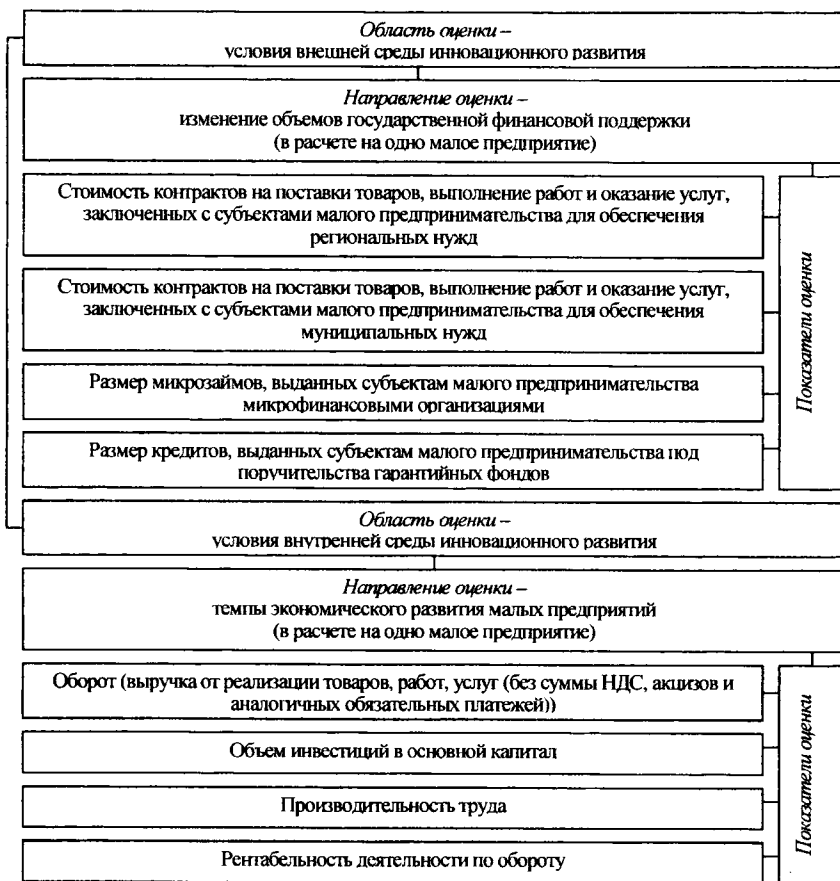 Область оценки –
условия внешней среды инновационного развития
Направление оценки –
изменение объемов государственной финансовой поддержки
(в расчете на одно малое предприятие)
Стоимость контрактов на поставки товаров, выполнение работ и оказание услуг,
заключенных с субъектами малого предпринимательства для обеспечения
региональных нужд
Стоимость контрактов на поставки товаров, выполнение работ и оказание услуг,
заключенных с субъектами малого предпринимательства для обеспечения
муниципальных нужд
Размер микрозаймов, выданных субъектам малого предпринимательства
микрофинансовыми организациями
Размер кредитов, выданных субъектам малого предпринимательства под
поручительства гарантийных фондов
Показатели оценки
Область оценки –
условия внутренней среды инновационного развития
Направление оценки –
темпы экономического развития малых предприятий
(в расчете на одно малое предприятие)
Оборот (выручка от реализации товаров, работ, услуг (без суммы НДС, акцизов и
аналогичных обязательных платежей))
Объем инвестиций в основной капитал
Производительность труда
Рентабельность деятельности по обороту
Показатели оценки